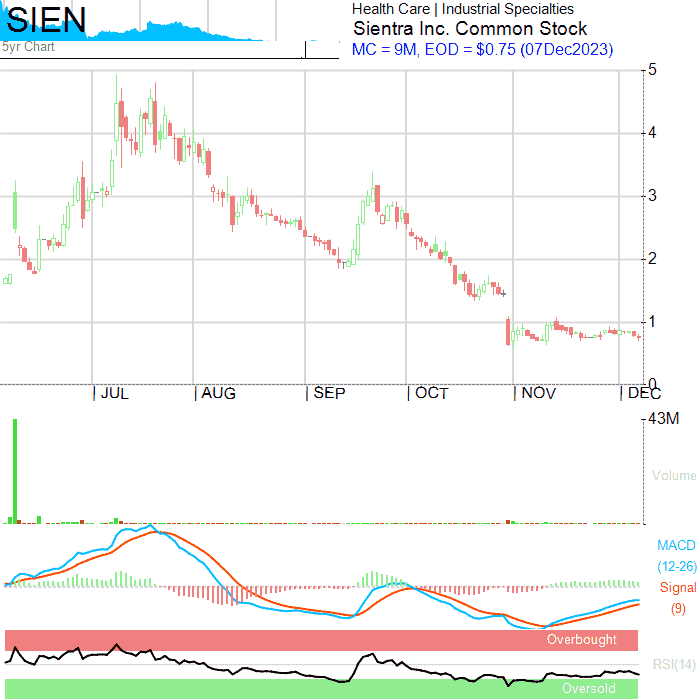 SIEN
Health Care | Industrial Specialties
Sientra Inc. Common Stock
5yr Chart
MC = 9M, EOD = $0.75 (07Dec2023)
5
4
3
2
1
0
JUL
AUG
SEP
OCT
NOV
DEC
43M
Volume
MACD
(12-26)
Signal
(9)
Overbought
RSI(14)
Oversold